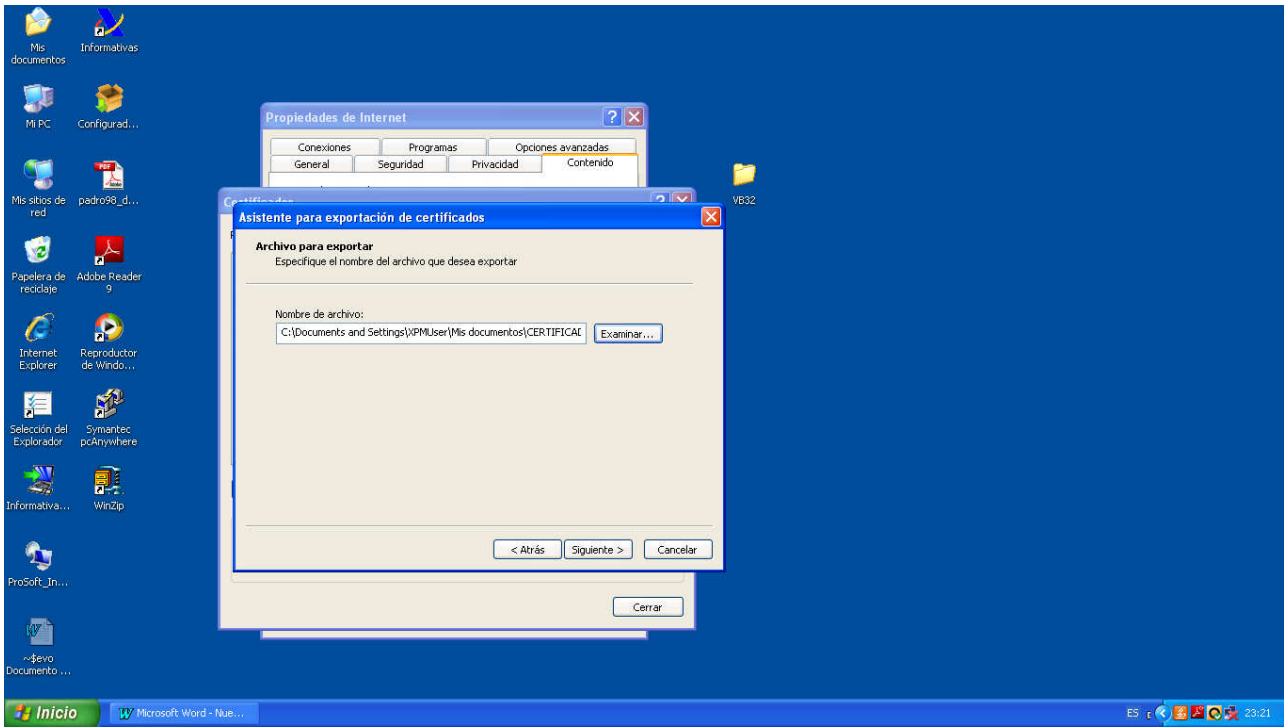 Mis
documentos
Informativas
Mi PC
Configurad...
Mis sitios de
red
padro98_d...
Papelera de
reciclaje
Adobe Reader
9
Internet
Explorer
Reproductor
de Windo...
Selección del
Explorador
Symantec
pcAnywhere
Informativa...
WinZip
ProSoft_In...
~$evo
Documento ...
VB32
Propiedades de Internet
Conexiones
Programas
Opciones avanzadas
General
Seguridad
Privacidad
Contenido
Asistente para exportación de certificados
Archivo para exportar
Especifique el nombre del archivo que desea exportar
Nombre de archivo:
C:\Documents and Settings\XPMUser\Mis documentos\CERTIFICAD
Examinar...
< Atrás
Siguiente >
Cancelar
Cerrar
Inicio
Microsoft Word - Nue...
ES
23:21